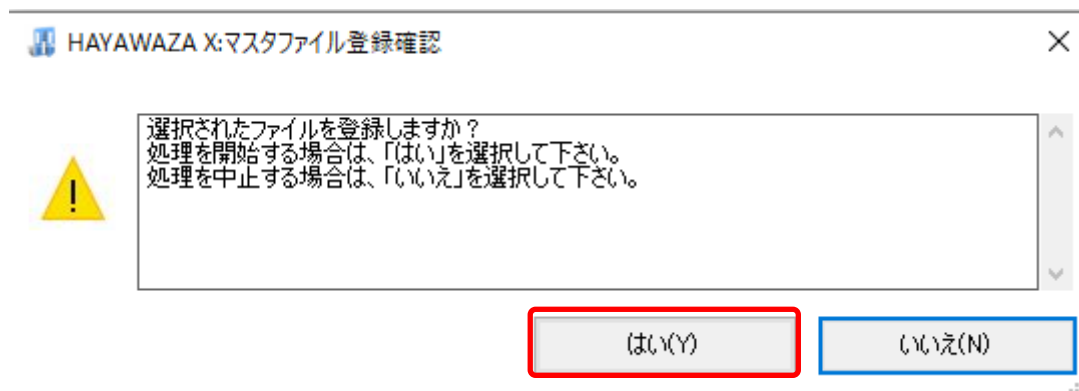 HAYAWAZA X:マスタファイル登録確認
選択されたファイルを登録しますか？
処理を開始する場合は、「はい」を選択して下さい。
処理を中止する場合は、「いいえ」を選択して下さい。
はい(Y)
いいえ(N)